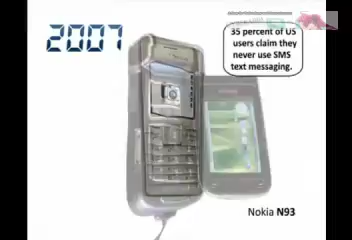 2007
35 percent of US
users claim they
never use SMS
text messaging.
Nokia N93